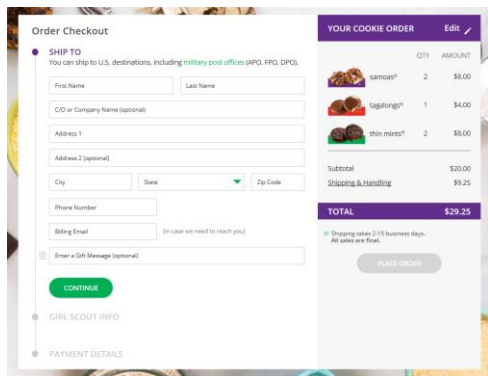 Order Checkout
SHIP TO
You can ship to U.S. destinations, including military post offices (APO, FPO, DPO).
First Name
Last Name
C/O or Company Name (optional)
Address 1
Address 2 (optional)
City
State
Zip Code
Phone Number
Billing Email
(in case we need to reach you)
Enter a Gift Message (optional)
CONTINUE
GIRL SCOUT INFO
PAYMENT DETAILS
YOUR COOKIE ORDER
Edit
QTY AMOUNT
samoas® 2 $8.00
tagalongs® 1 $4.00
thin mints® 2 $8.00
Subtotal $20.00
Shipping & Handling $9.25
TOTAL $29.25
Shipping takes 2-15 business days.
All sales are final.
PLACE ORDER